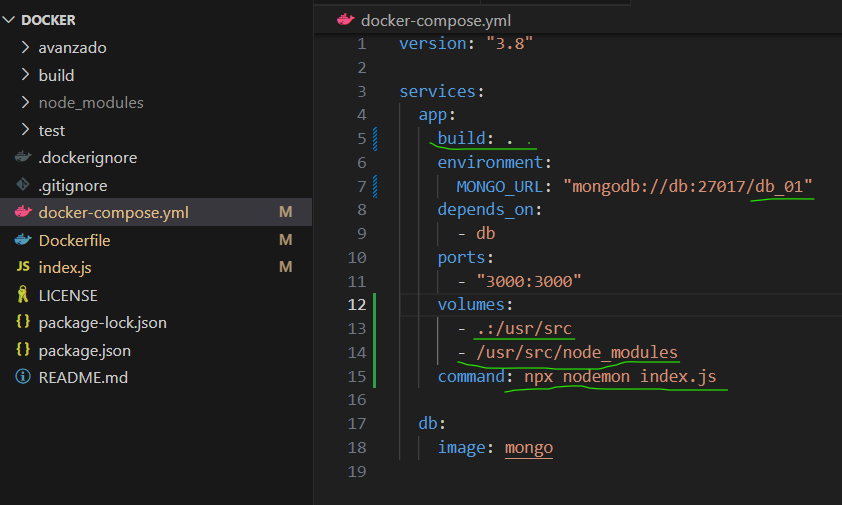 DOCKER
avanzado
build
node_modules
test
.dockerignore
.gitignore
docker-compose.yml M
Dockerfile M
JS index.js M
LICENSE
{} package-lock.json
{} package.json
README.md
docker-compose.yml
1 version: "3.8"
2
3 services:
4   app:
5     build: .
6     environment:
7       MONGO_URL: "mongodb://db:27017/db_01"
8     depends_on:
9       - db
10     ports:
11       - "3000:3000"
12     volumes:
13       - .:/usr/src
14       - /usr/src/node_modules
15     command: npx nodemon index.js
16
17   db:
18     image: mongo
19